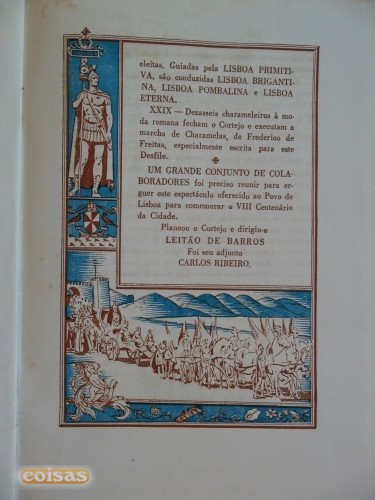 eleitas. Guiadas pela LISBOA PRIMITI-
VA, são conduzidas LISBOA BRIGANTI-
NA, LISBOA POMBALINA e LISBOA
ETERNA.
XXIX — Dezasseis charameleiros à mo-
da romana fecham o Cortejo e executam a
marcha de Charamelas, de Frederico de
Freitas, especialmente escrita para este
Desfile.
UM GRANDE CONJUNTO DE COLA-
BORADORES foi preciso reunir para er-
guer este espectáculo oferecido ao Povo de
Lisboa para comemorar o VIII Centenário
da Cidade.
Planeou o Cortejo e dirigiu-o
LEITÃO DE BARROS
Foi seu adjunto
CARLOS RIBEIRO.
coisas